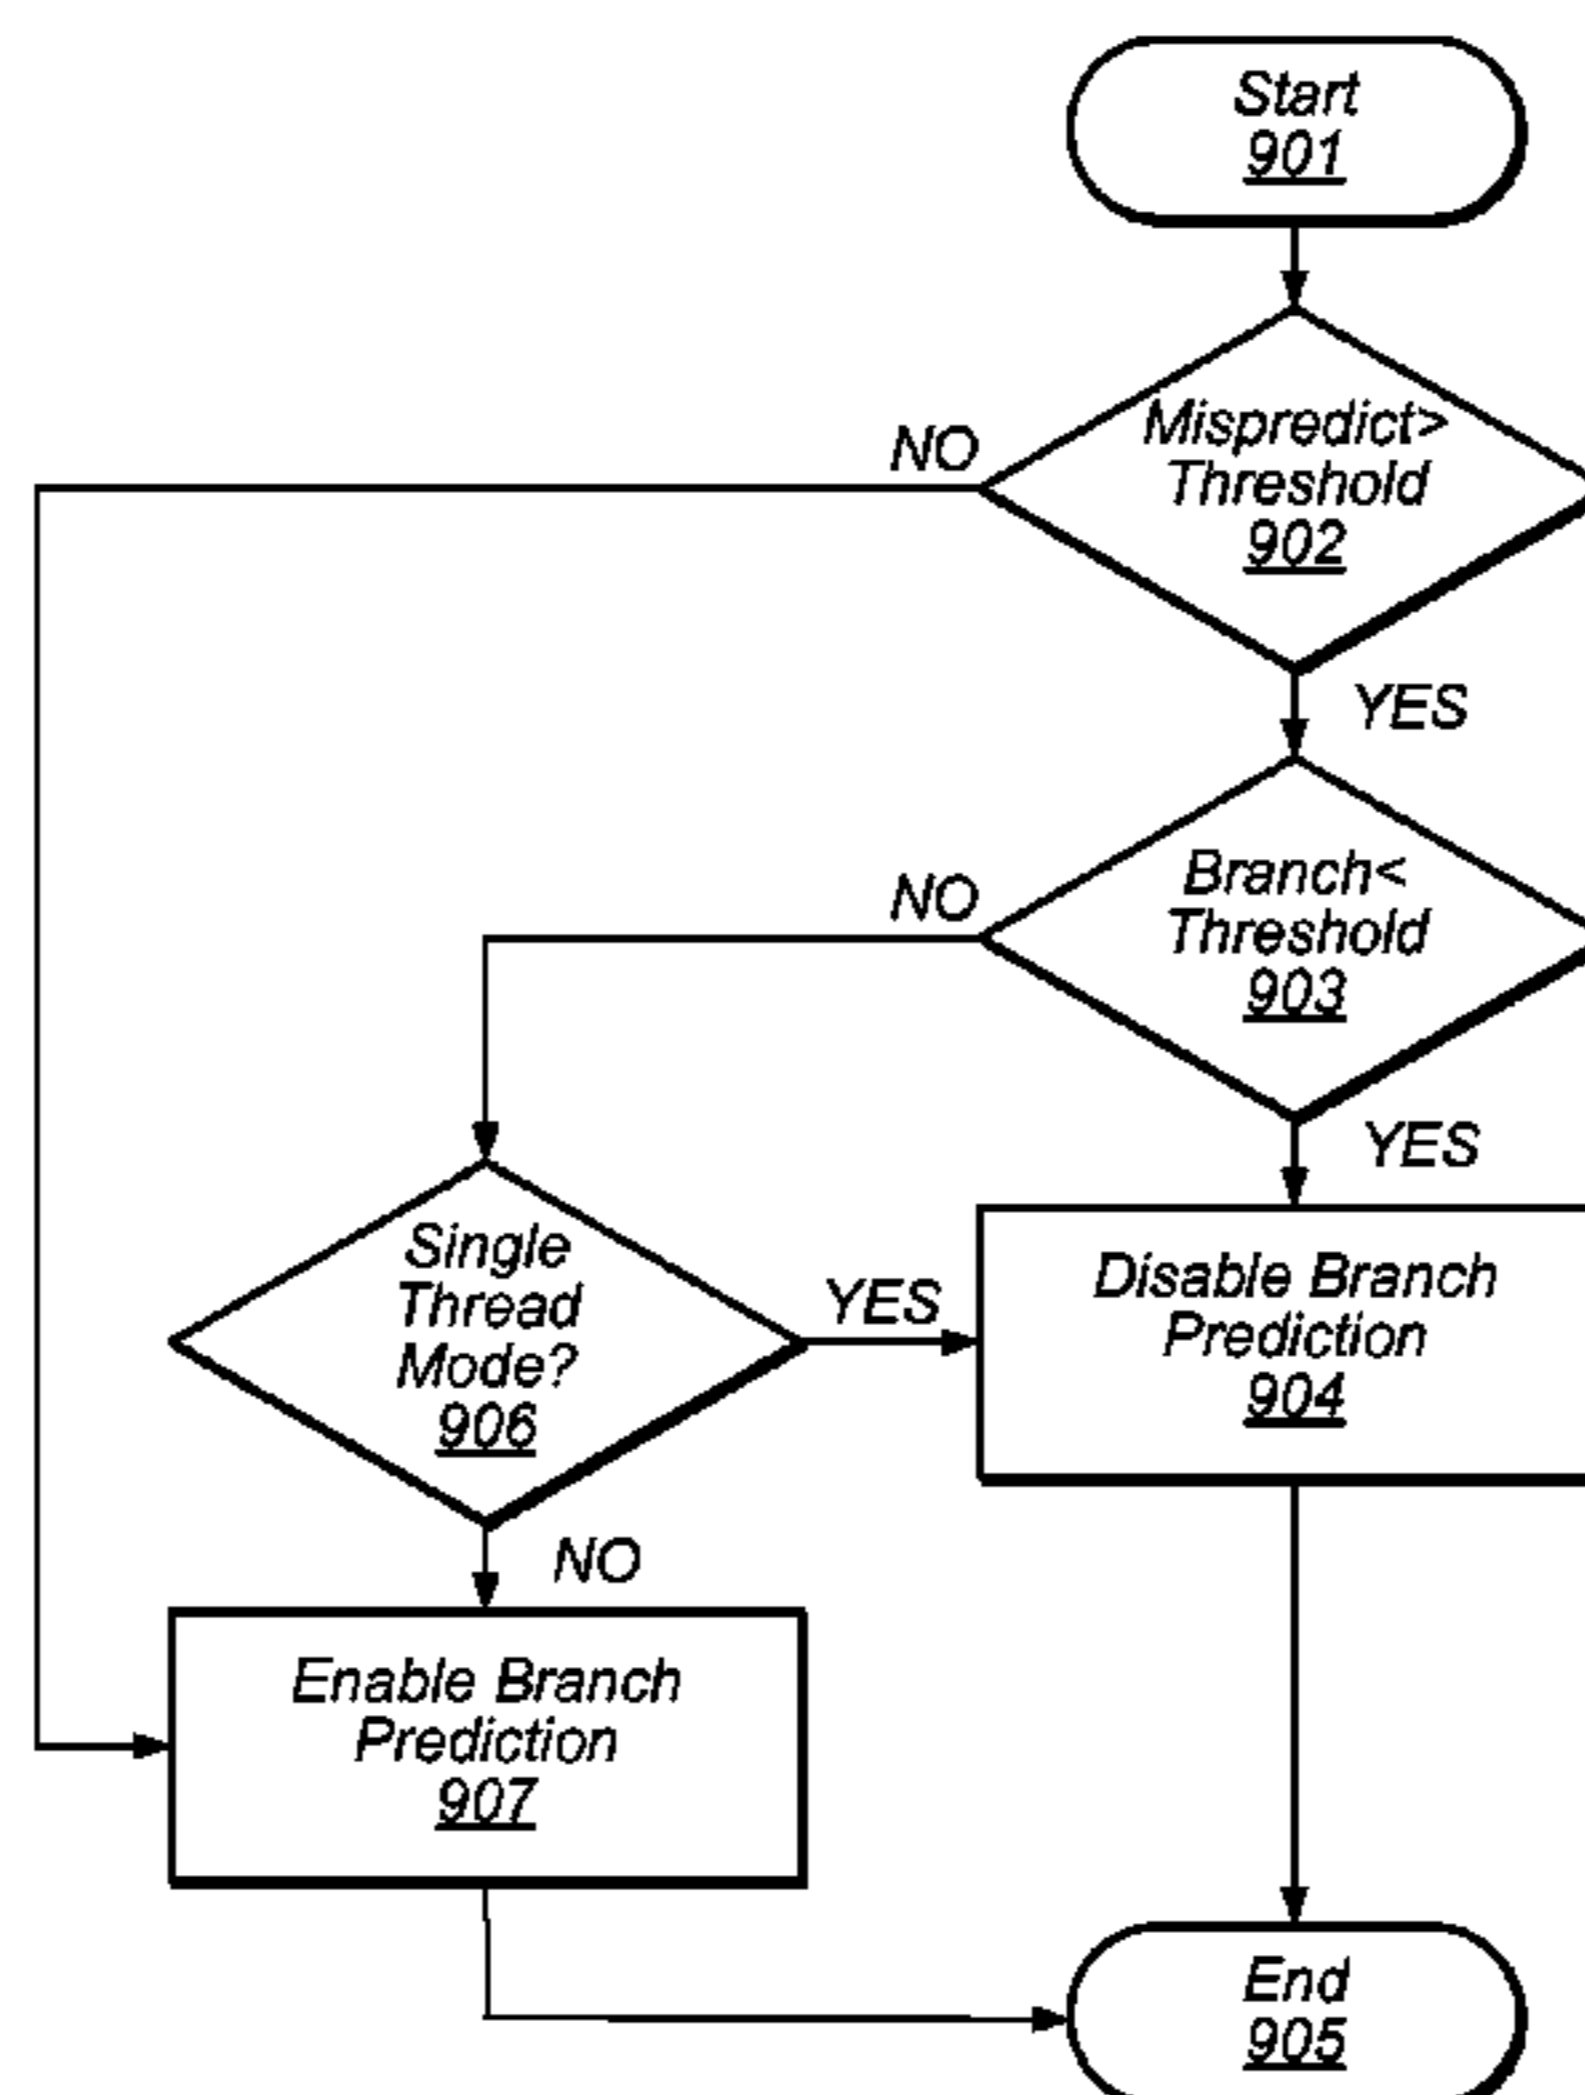 Start
901
Mispredict>
Threshold
902
NO
YES
Branch<
Threshold
903
NO
YES
Single
Thread
Mode?
906
YES
NO
Disable Branch
Prediction
904
Enable Branch
Prediction
907
End
905